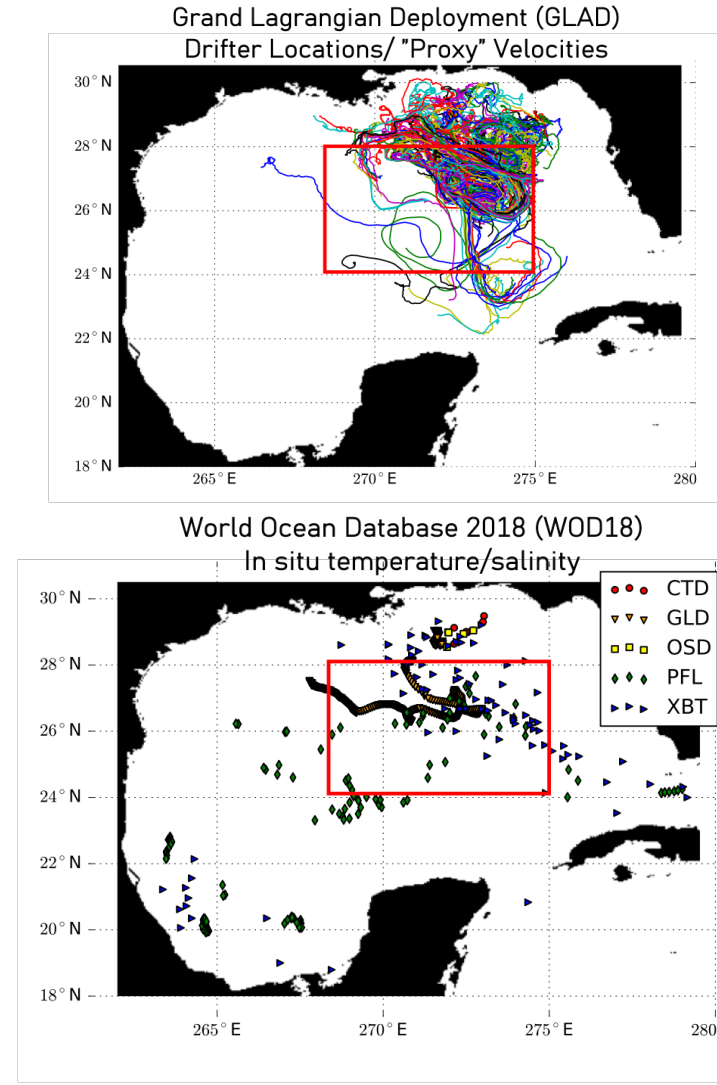 Grand Lagrangian Deployment (GLAD)
Drifter Locations/ "Proxy" Velocities
30°N
28°N
26°N
24°N
22°N
20°N
18°N
265°E
270°E
275°E
280
World Ocean Database 2018 (WOD18)
In situ temperature/salinity
CTD
GLD
OSD
PFL
XBT
30°N
28°N
26°N
24°N
22°N
20°N
18°N
265°E
270°E
275°E
280